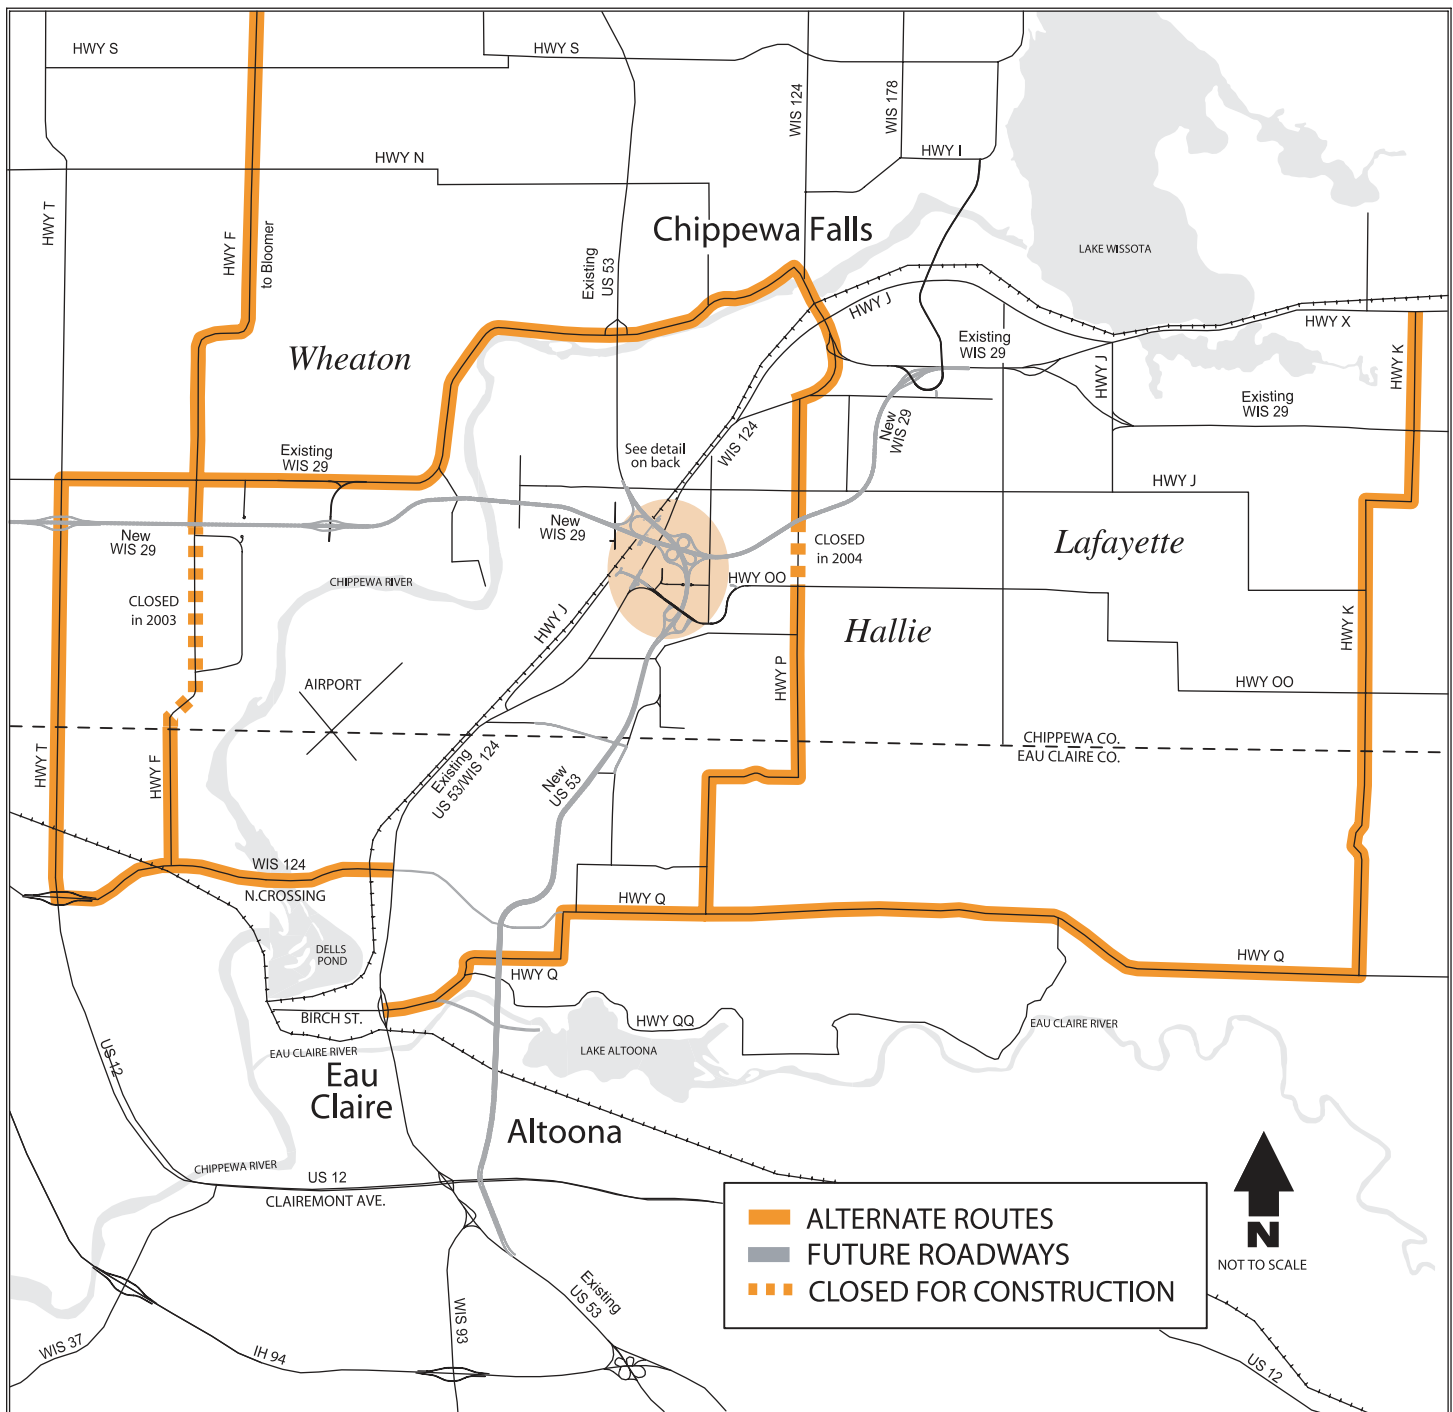 HWY S
HWY S
WIS 124
WIS 178
HWY I
HWY N
HWY T
HWY F
to Bloomer
Existing
US 53
Chippewa Falls
LAKE WISSOTA
HWY J
HWY X
Wheaton
Existing
WIS 29
HWY J
HWY K
Existing
WIS 29
New
WIS 29
WIS 124
See detail
on back
Existing
WIS 29
HWY J
New
WIS 29
New
WIS 29
CLOSED
in 2004
Lafayette
CHIPPEWA RIVER
HWY OO
CLOSED
in 2003
HWY J
Hallie
HWY K
HWY P
AIRPORT
HWY OO
CHIPPEWA CO.
EAU CLAIRE CO.
HWY T
HWY F
Existing
US 53/WIS 124
New
US 53
WIS 124
N.CROSSING
HWY Q
DELLS
POND
HWY Q
HWY Q
BIRCH ST.
HWY QQ
EAU CLAIRE RIVER
EAU CLAIRE RIVER
LAKE ALTOONA
US 12
Eau
Claire
Altoona
CHIPPEWA RIVER
US 12
CLAIREMONT AVE.
ALTERNATE ROUTES
FUTURE ROADWAYS
CLOSED FOR CONSTRUCTION
N
NOT TO SCALE
Existing
US 53
WIS 93
WIS 37
IH 94
US 12